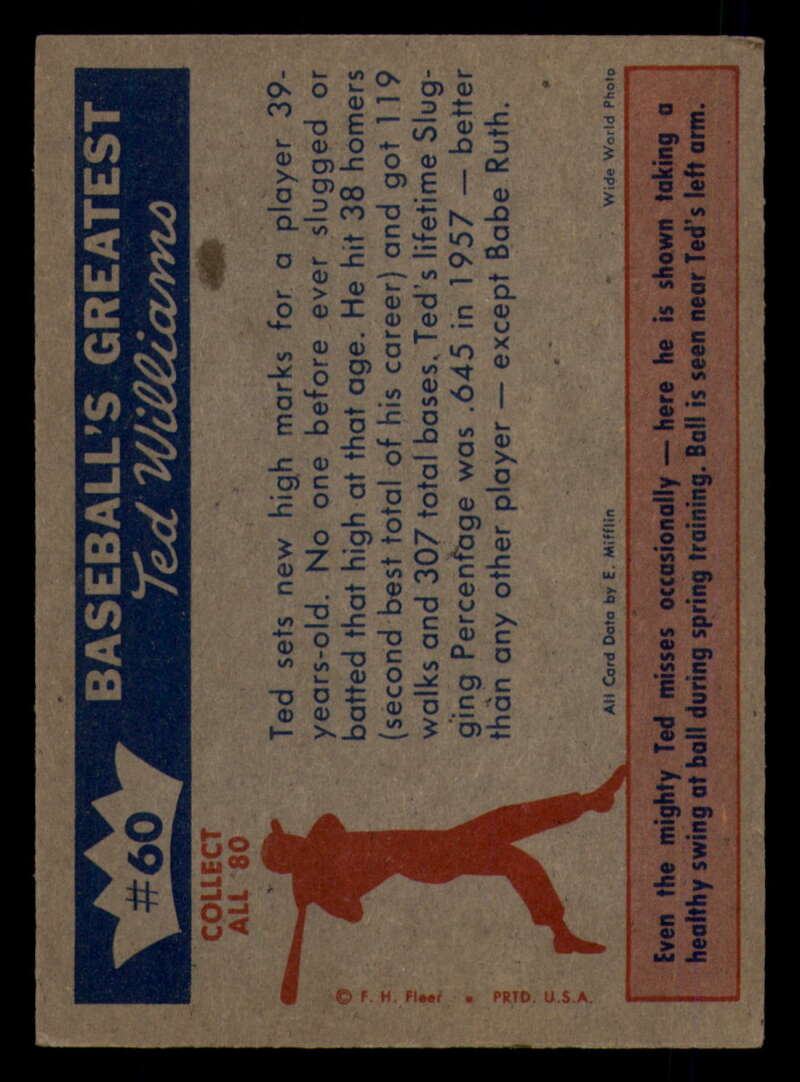 #60
BASEBALL'S GREATEST
Ted Williams
COLLECT
ALL 80
Ted sets new high marks for a player 39-
years-old. No one before ever slugged or
batted that high at that age. He hit 38 homers
(second best total of his career) and got 119
walks and 307 total bases. Ted's lifetime Slug-
ging Percentage was .645 in 1957 — better
than any other player — except Babe Ruth.
All Card Data by E. Mifflin
Wide World Photo
© F. H. Fleer • PRTD. U.S.A.
Even the mighty Ted misses occasionally — here he is shown taking a
healthy swing at ball during spring training. Ball is seen near Ted's left arm.